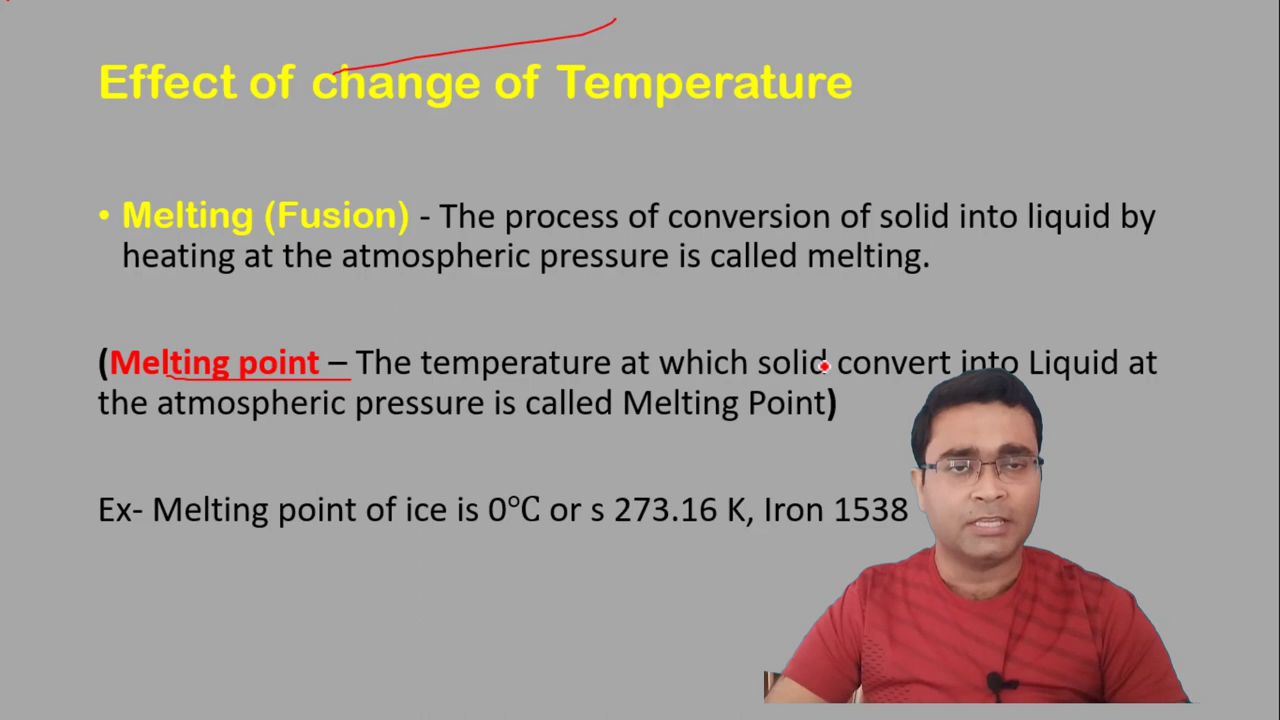 Effect of change of Temperature
• Melting (Fusion) - The process of conversion of solid into liquid by
heating at the atmospheric pressure is called melting.
(Melting point – The temperature at which solid convert into Liquid at
the atmospheric pressure is called Melting Point)
Ex- Melting point of ice is 0°C or s 273.16 K, Iron 1538